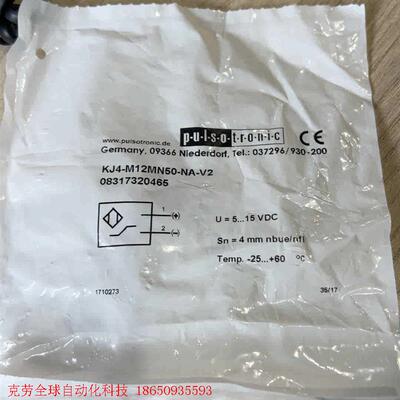 pulsotronic
www.pulsotronic.de
CE
Germany, 09366 Niederdorf, Tel.: 037296/930-200
KJ4-M12MN50-NA-V2
08317320465
1 (+)
2 (−)
U = 5...15 VDC
Sn = 4 mm nbue/nfl
Temp. -25...+60 °C
1710273
35/17
克劳全球自动化科技 18650935593